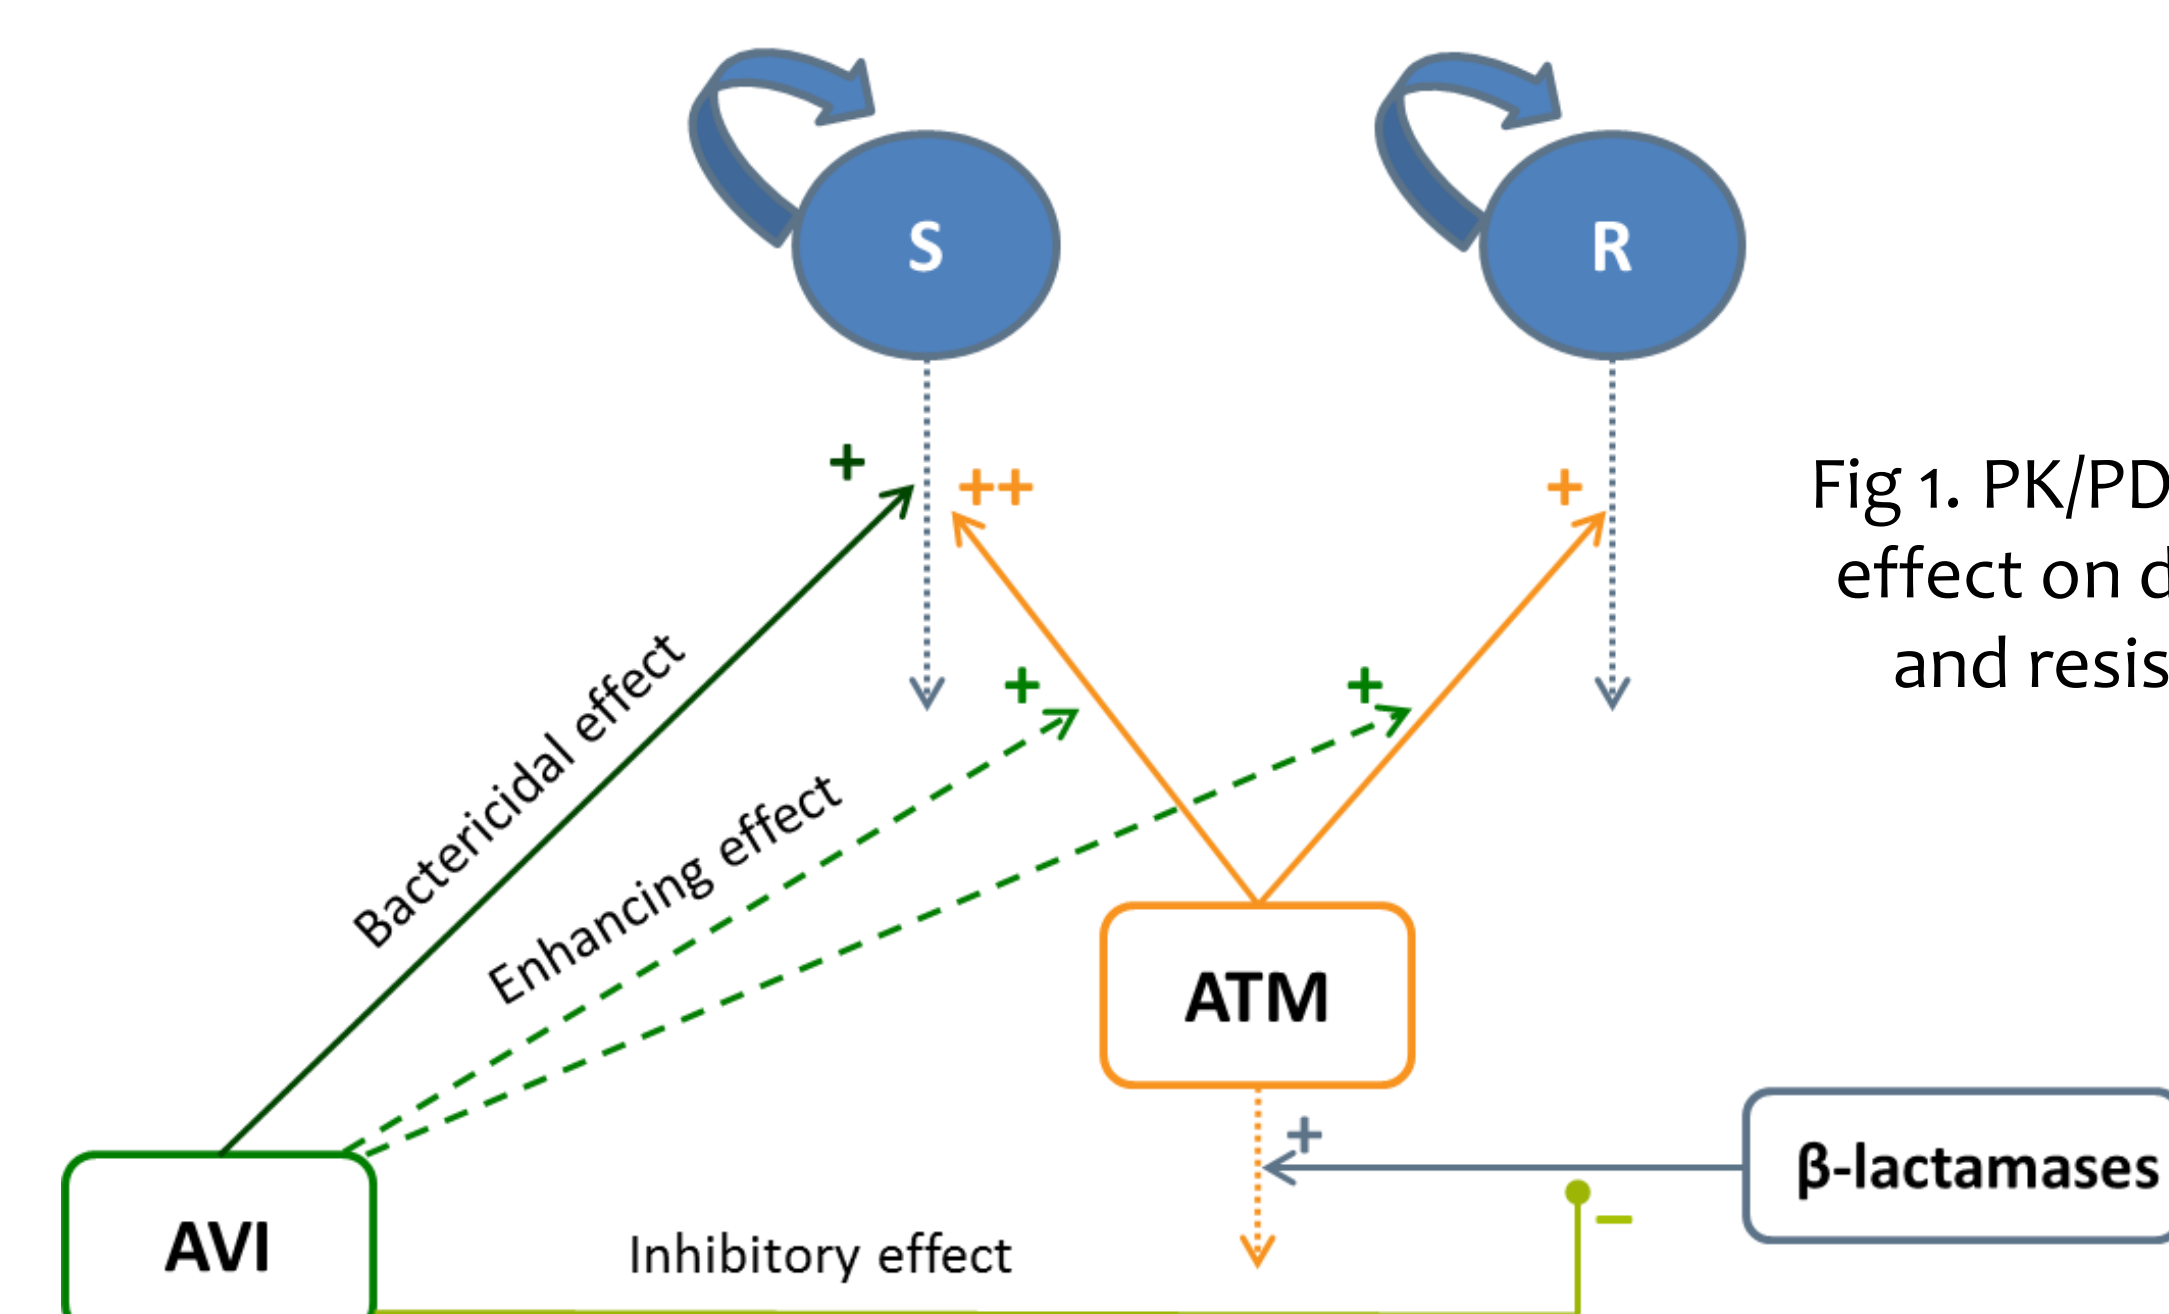 S
R
+
++
+
Fig 1. PK/PD
effect on d
and resis
+
+
Bactericidal effect
Enhancing effect
ATM
+
β-lactamases
–
AVI
Inhibitory effect